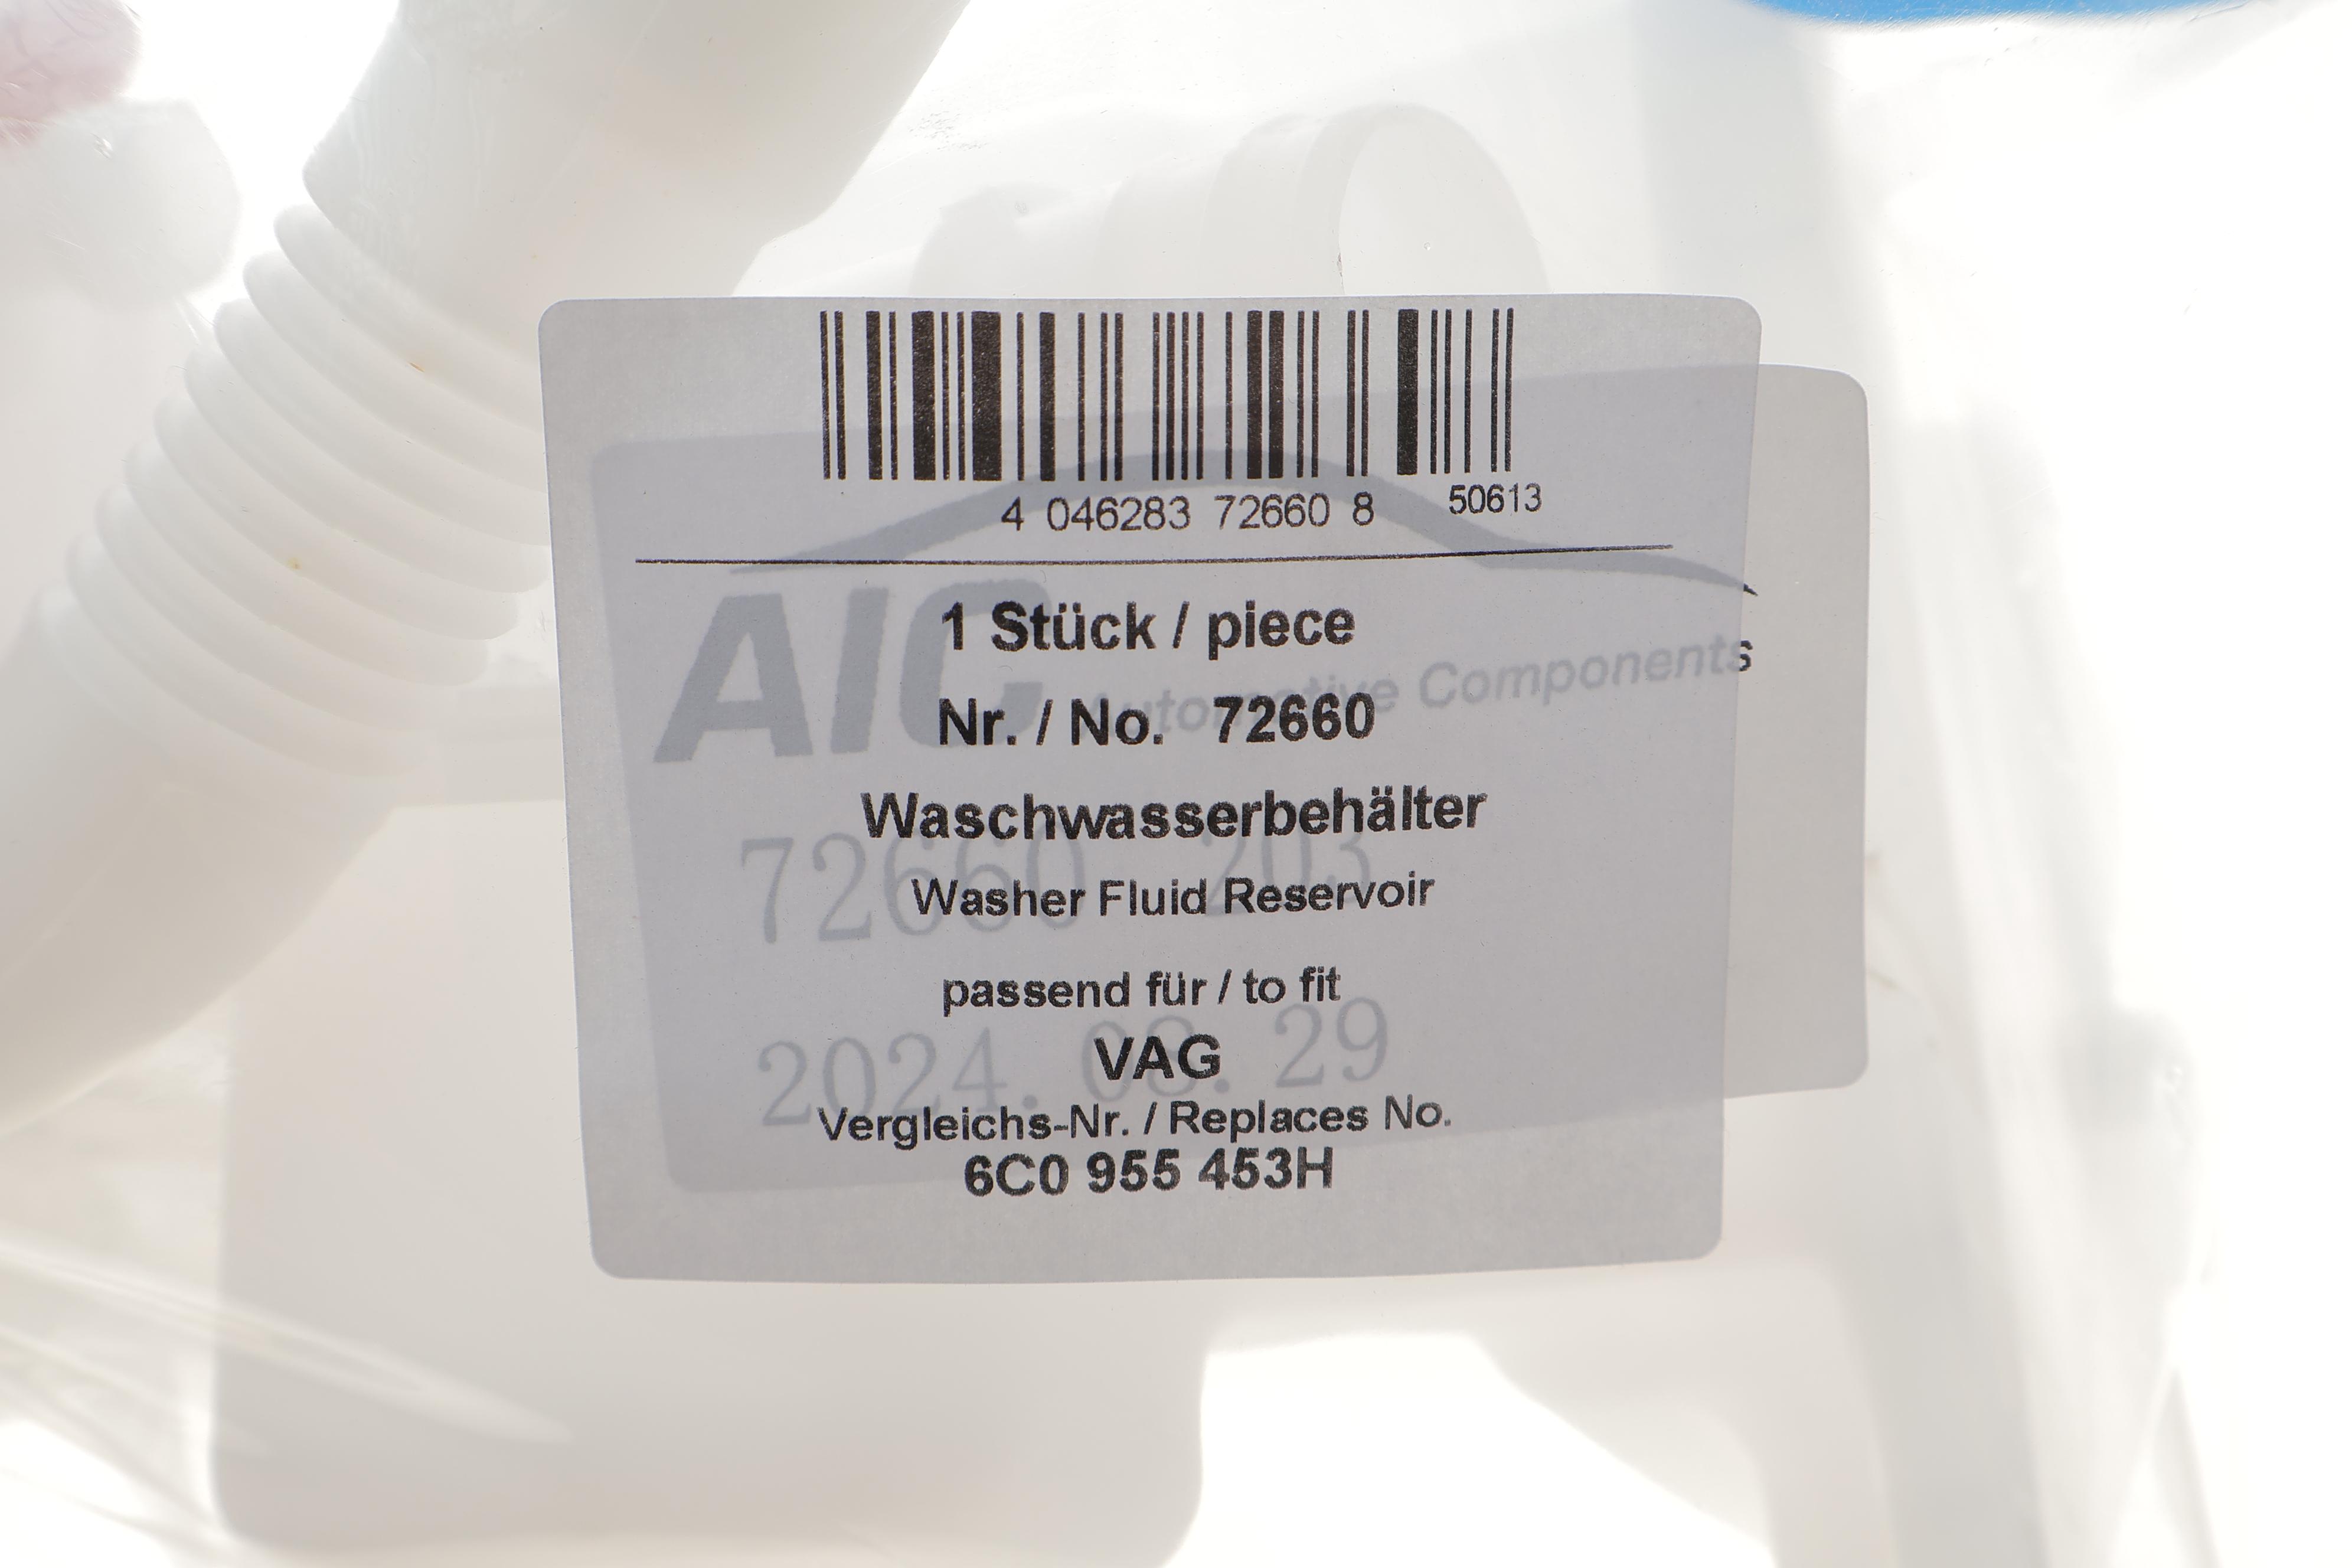 4 046283 72660 8 50613
1 Stück / piece
AIC Automotive Components
Nr. / No. 72660
Waschwasserbehälter
72660 203
Washer Fluid Reservoir
passend für / to fit
2024. 08. 29
VAG
Vergleichs-Nr. / Replaces No.
6C0 955 453H